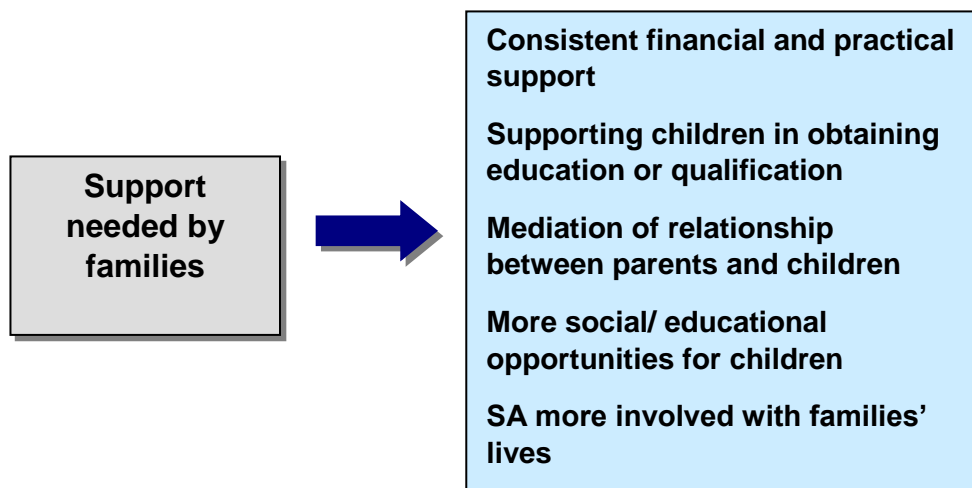 Support
needed by
families
Consistent financial and practical
support
Supporting children in obtaining
education or qualification
Mediation of relationship
between parents and children
More social/ educational
opportunities for children
SA more involved with families’
lives